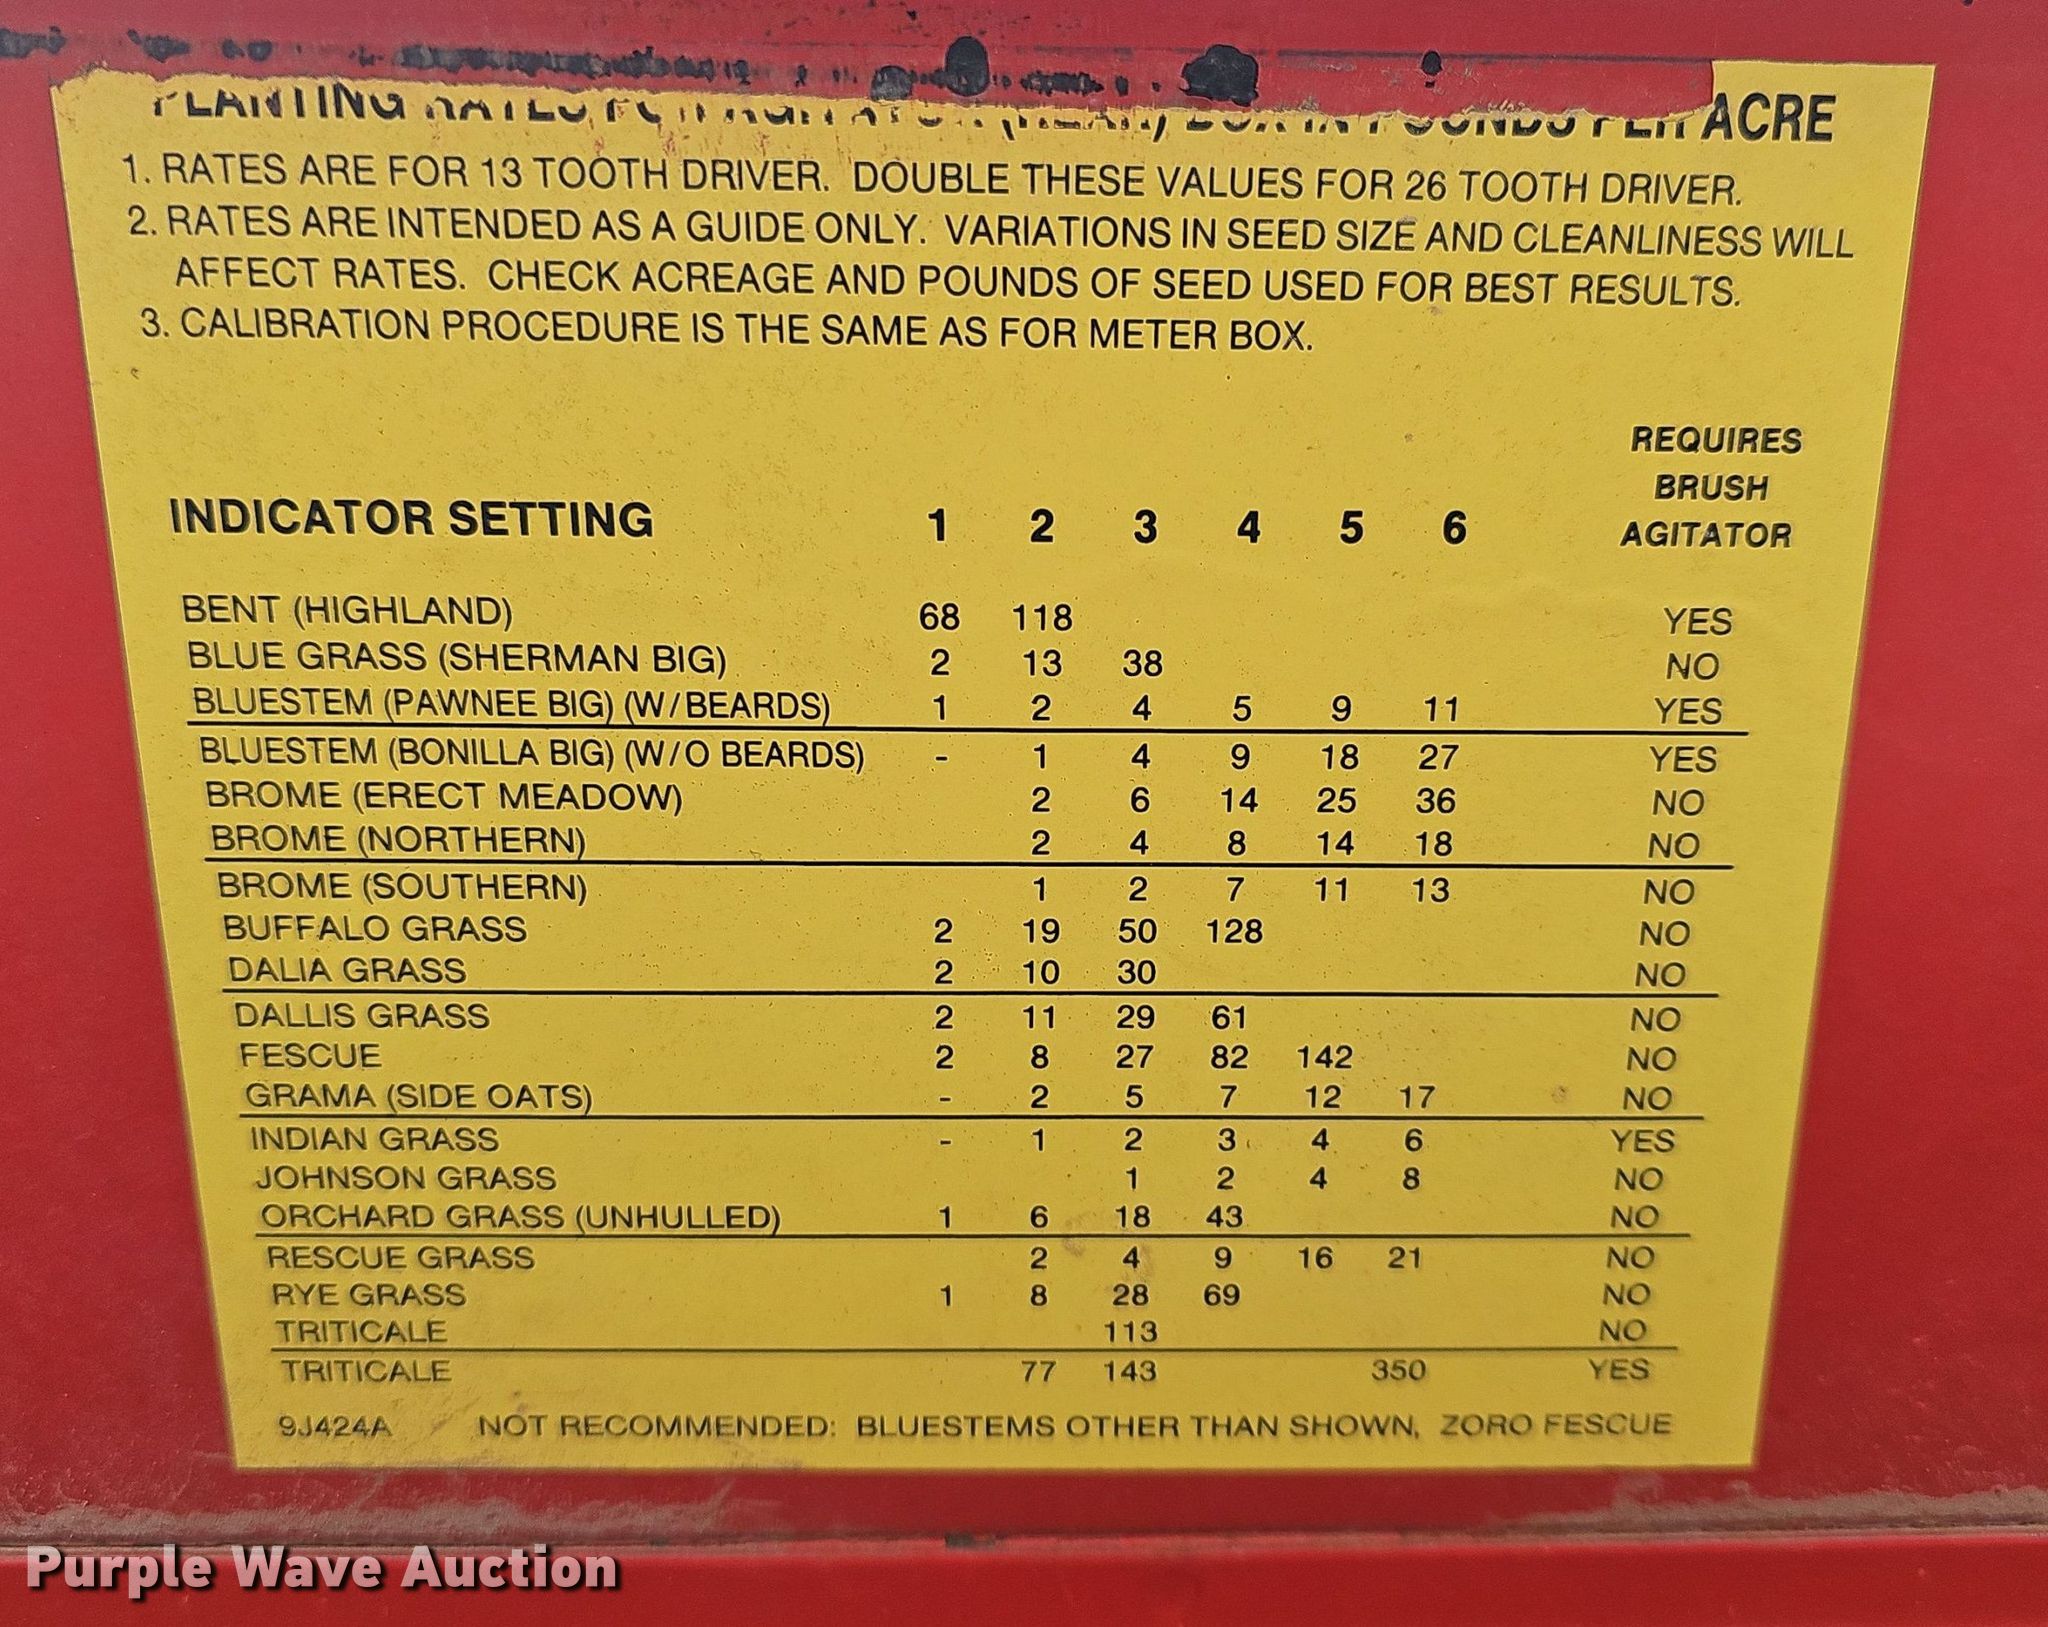 PLANTING RATES FOR AGITATOR (REAR) BOX IN POUNDS PER ACRE
1. RATES ARE FOR 13 TOOTH DRIVER. DOUBLE THESE VALUES FOR 26 TOOTH DRIVER.
2. RATES ARE INTENDED AS A GUIDE ONLY. VARIATIONS IN SEED SIZE AND CLEANLINESS WILL
AFFECT RATES. CHECK ACREAGE AND POUNDS OF SEED USED FOR BEST RESULTS.
3. CALIBRATION PROCEDURE IS THE SAME AS FOR METER BOX.
REQUIRES
BRUSH
INDICATOR SETTING 1 2 3 4 5 6 AGITATOR
BENT (HIGHLAND) 68 118 YES
BLUE GRASS (SHERMAN BIG) 2 13 38 NO
BLUESTEM (PAWNEE BIG) (W/BEARDS) 1 2 4 5 9 11 YES
BLUESTEM (BONILLA BIG) (W/O BEARDS) - 1 4 9 18 27 YES
BROME (ERECT MEADOW) 2 6 14 25 36 NO
BROME (NORTHERN) 2 4 8 14 18 NO
BROME (SOUTHERN) 1 2 7 11 13 NO
BUFFALO GRASS 2 19 50 128 NO
DALIA GRASS 2 10 30 NO
DALLIS GRASS 2 11 29 61 NO
FESCUE 2 8 27 82 142 NO
GRAMA (SIDE OATS) - 2 5 7 12 17 NO
INDIAN GRASS - 1 2 3 4 6 YES
JOHNSON GRASS 1 2 4 8 NO
ORCHARD GRASS (UNHULLED) 1 6 18 43 NO
RESCUE GRASS 2 4 9 16 21 NO
RYE GRASS 1 8 28 69 NO
TRITICALE 113 NO
TRITICALE 77 143 350 YES
9J424A NOT RECOMMENDED: BLUESTEMS OTHER THAN SHOWN, ZORO FESCUE
Purple Wave Auction